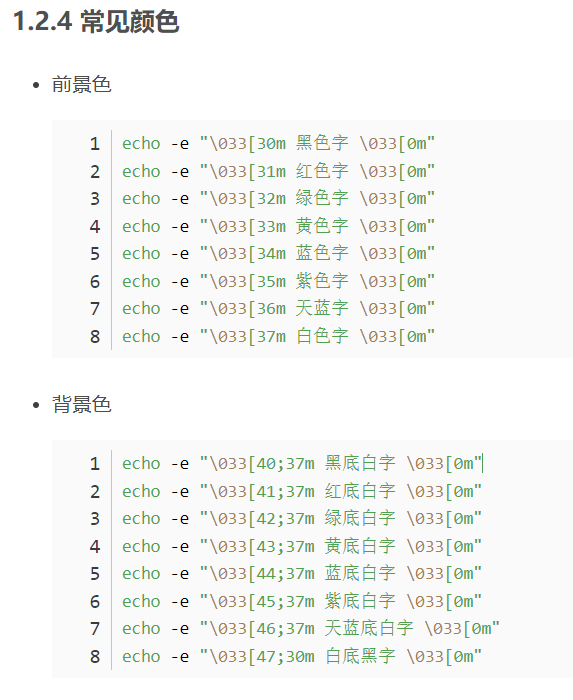 1.2.4 常见颜色
前景色
1 echo -e "\033[30m 黑色字 \033[0m"
2 echo -e "\033[31m 红色字 \033[0m"
3 echo -e "\033[32m 绿色字 \033[0m"
4 echo -e "\033[33m 黄色字 \033[0m"
5 echo -e "\033[34m 蓝色字 \033[0m"
6 echo -e "\033[35m 紫色字 \033[0m"
7 echo -e "\033[36m 天蓝字 \033[0m"
8 echo -e "\033[37m 白色字 \033[0m"
背景色
1 echo -e "\033[40;37m 黑底白字 \033[0m"
2 echo -e "\033[41;37m 红底白字 \033[0m"
3 echo -e "\033[42;37m 绿底白字 \033[0m"
4 echo -e "\033[43;37m 黄底白字 \033[0m"
5 echo -e "\033[44;37m 蓝底白字 \033[0m"
6 echo -e "\033[45;37m 紫底白字 \033[0m"
7 echo -e "\033[46;37m 天蓝底白字 \033[0m"
8 echo -e "\033[47;30m 白底黑字 \033[0m"